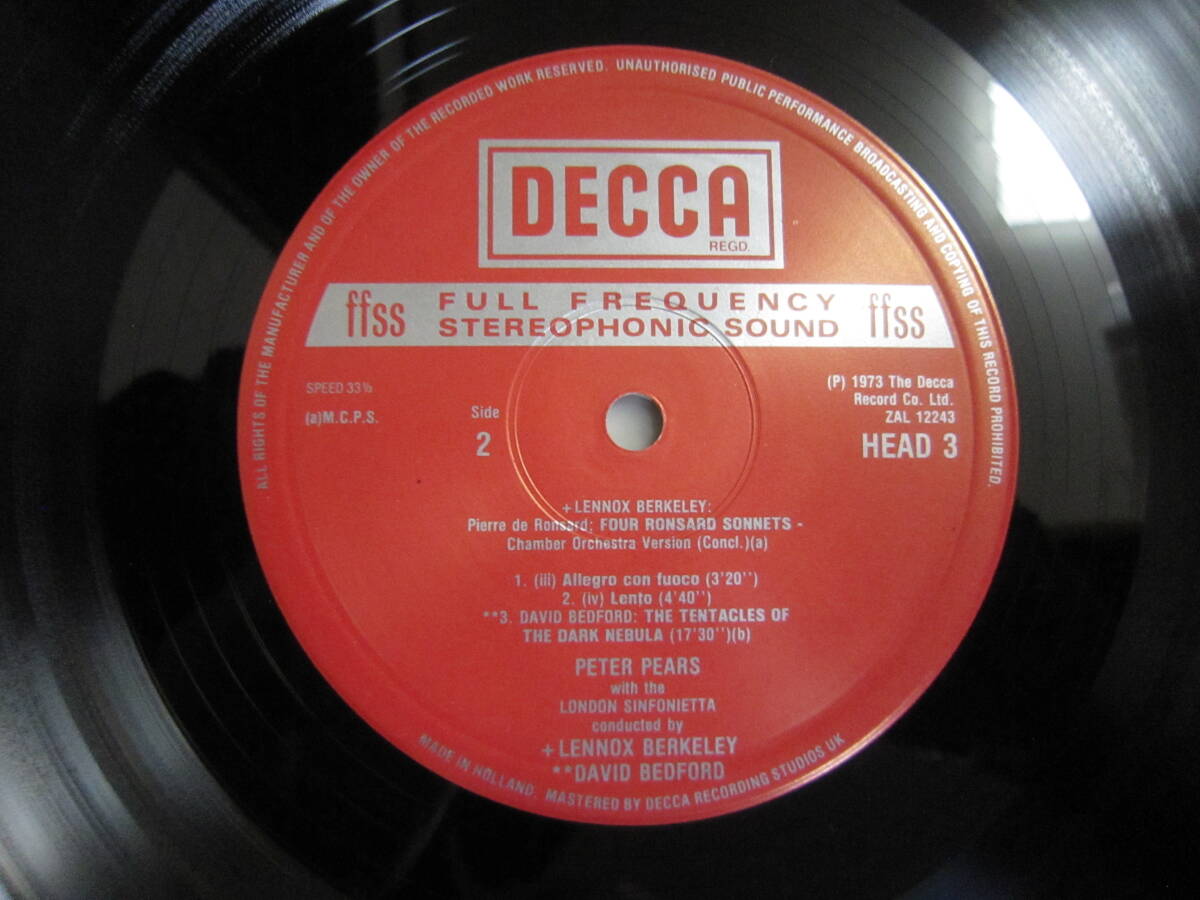 ALL RIGHTS OF THE MANUFACTURER AND OF THE OWNER OF THE RECORDED WORK RESERVED. UNAUTHORISED PUBLIC PERFORMANCE BROADCASTING AND COPYING OF THIS RECORD PROHIBITED.
DECCA
REGD.
ffss FULL FREQUENCY ffss
STEREOPHONIC SOUND
SPEED 33⅓
(a)M.C.P.S.
Side
2
(P) 1973 The Decca
Record Co. Ltd.
ZAL 12243
HEAD 3
+LENNOX BERKELEY:
Pierre de Ronsard: FOUR RONSARD SONNETS -
Chamber Orchestra Version (Concl.)(a)
1. (iii) Allegro con fuoco (3'20'')
2. (iv) Lento (4'40'')
**3. DAVID BEDFORD: THE TENTACLES OF
THE DARK NEBULA (17'30'')(b)
PETER PEARS
with the
LONDON SINFONIETTA
conducted by
+LENNOX BERKELEY
**DAVID BEDFORD
MADE IN HOLLAND. MASTERED BY DECCA RECORDING STUDIOS UK